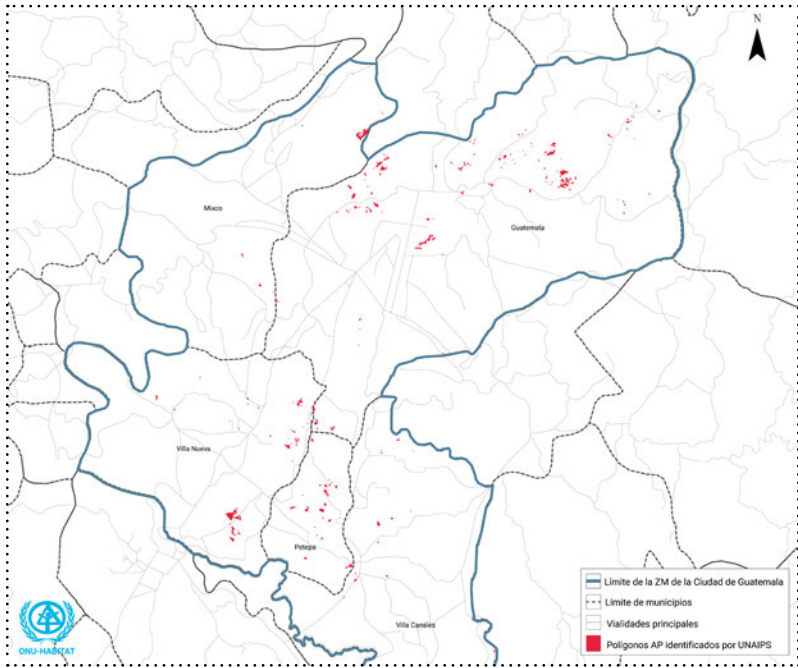 N
Mixco
Guatemala
Villa Nueva
Petepa
Villa Canales
Límite de la ZM de la Ciudad de Guatemala
Límite de municipios
Vialidades principales
Polígonos AP identificados por UNAIPS
ONU-HABITAT